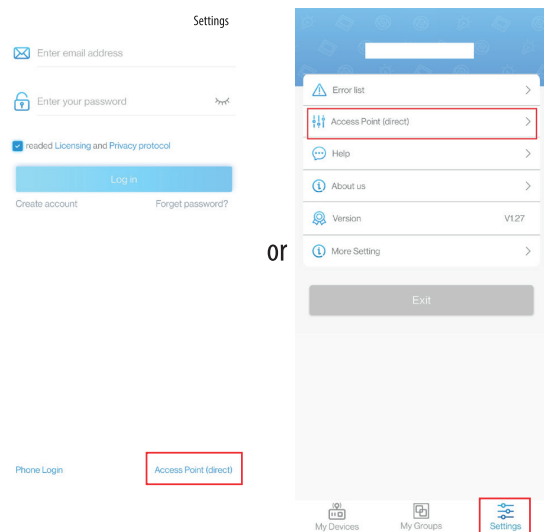 Settings
Enter email address
Enter your password
readed Licensing and Privacy protocol
Log in
Create account Forget password?
Phone Login Access Point (direct)
or
Error list
Access Point (direct)
Help
About us
Version V1.27
More Setting
Exit
My Devices My Groups Settings